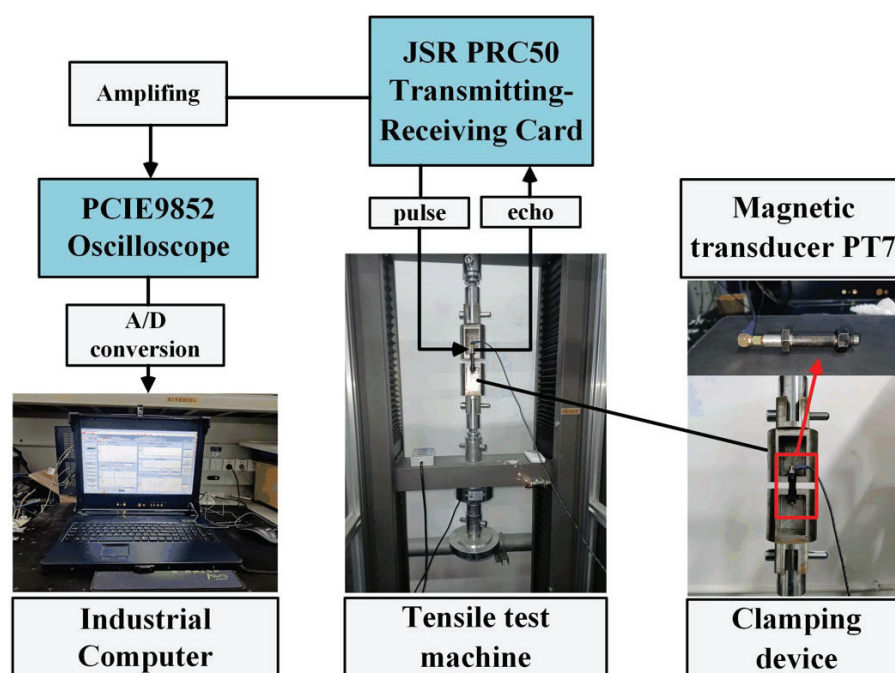 JSR PRC50
Transmitting-
Receiving Card
Amplifing
PCIE9852
Oscilloscope
pulse
echo
Magnetic
transducer PT7
A/D
conversion
Industrial
Computer
Tensile test
machine
Clamping
device